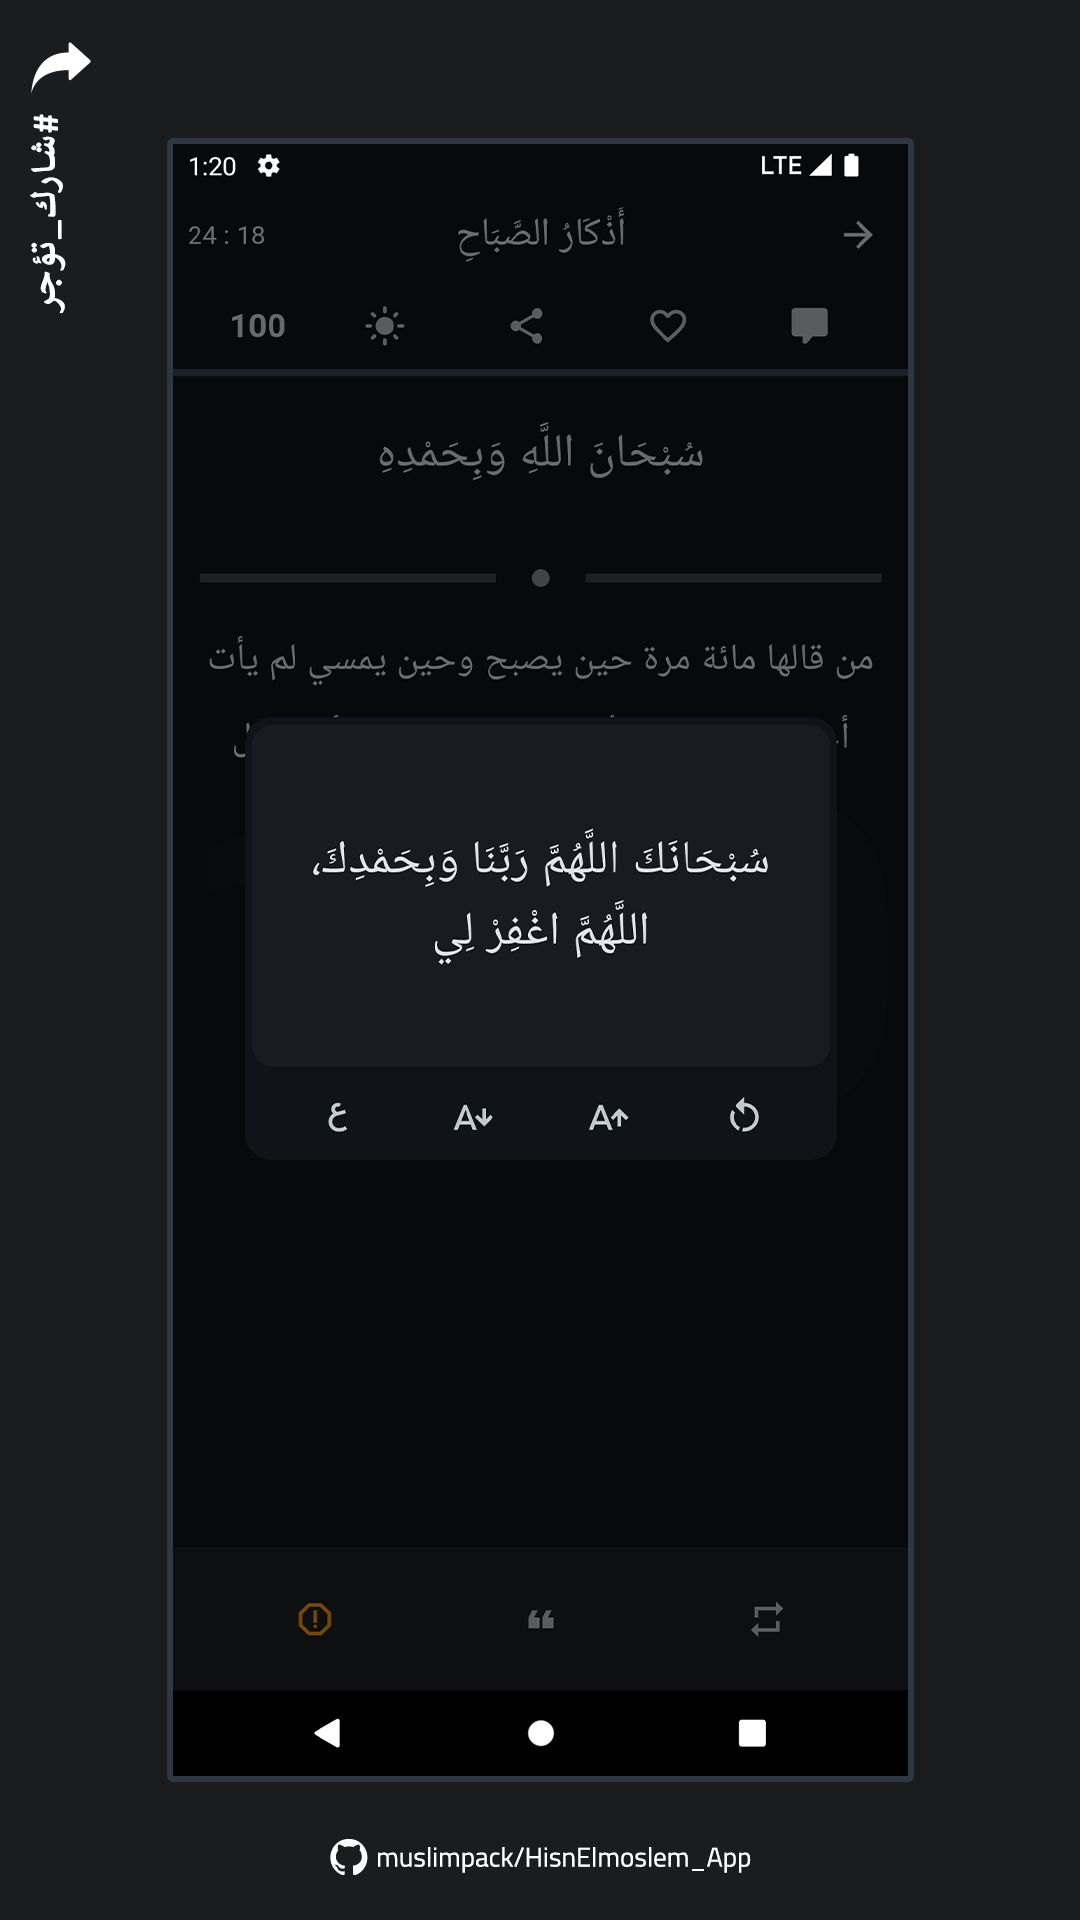 #شارك_تؤجر
1:20 LTE
24 : 18 أَذْكَارُ الصَّبَاحِ
100
سُبْحَانَ اللَّهِ وَبِحَمْدِهِ
من قالها مائة مرة حين يصبح وحين يمسي لم يأت
سُبْحَانَكَ اللَّهُمَّ رَبَّنَا وَبِحَمْدِكَ،
اللَّهُمَّ اغْفِرْ لِي
ع A A
muslimpack/HisnElmoslem_App